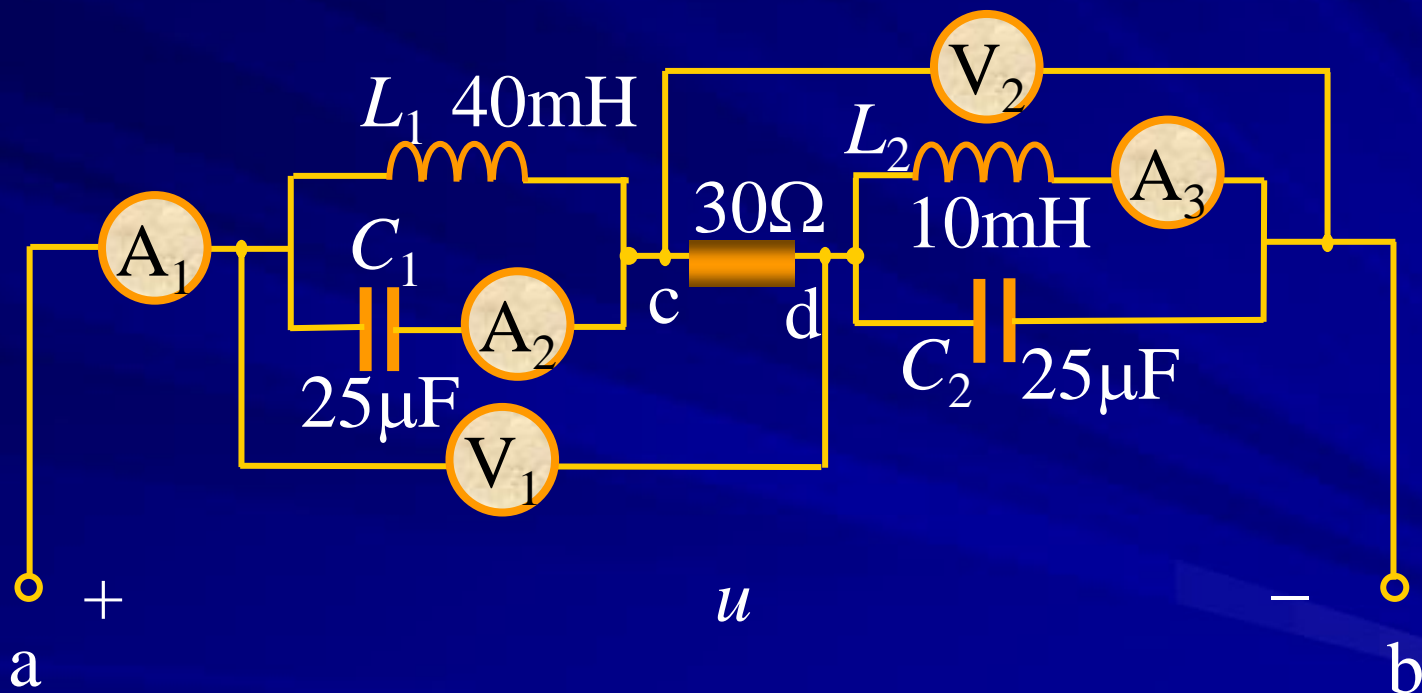 V₂
L₁ 40mH
L₂
A₃
30Ω
10mH
A₁
C₁
c
d
A₂
C₂
25μF
25μF
V₁
+
u
−
a
b